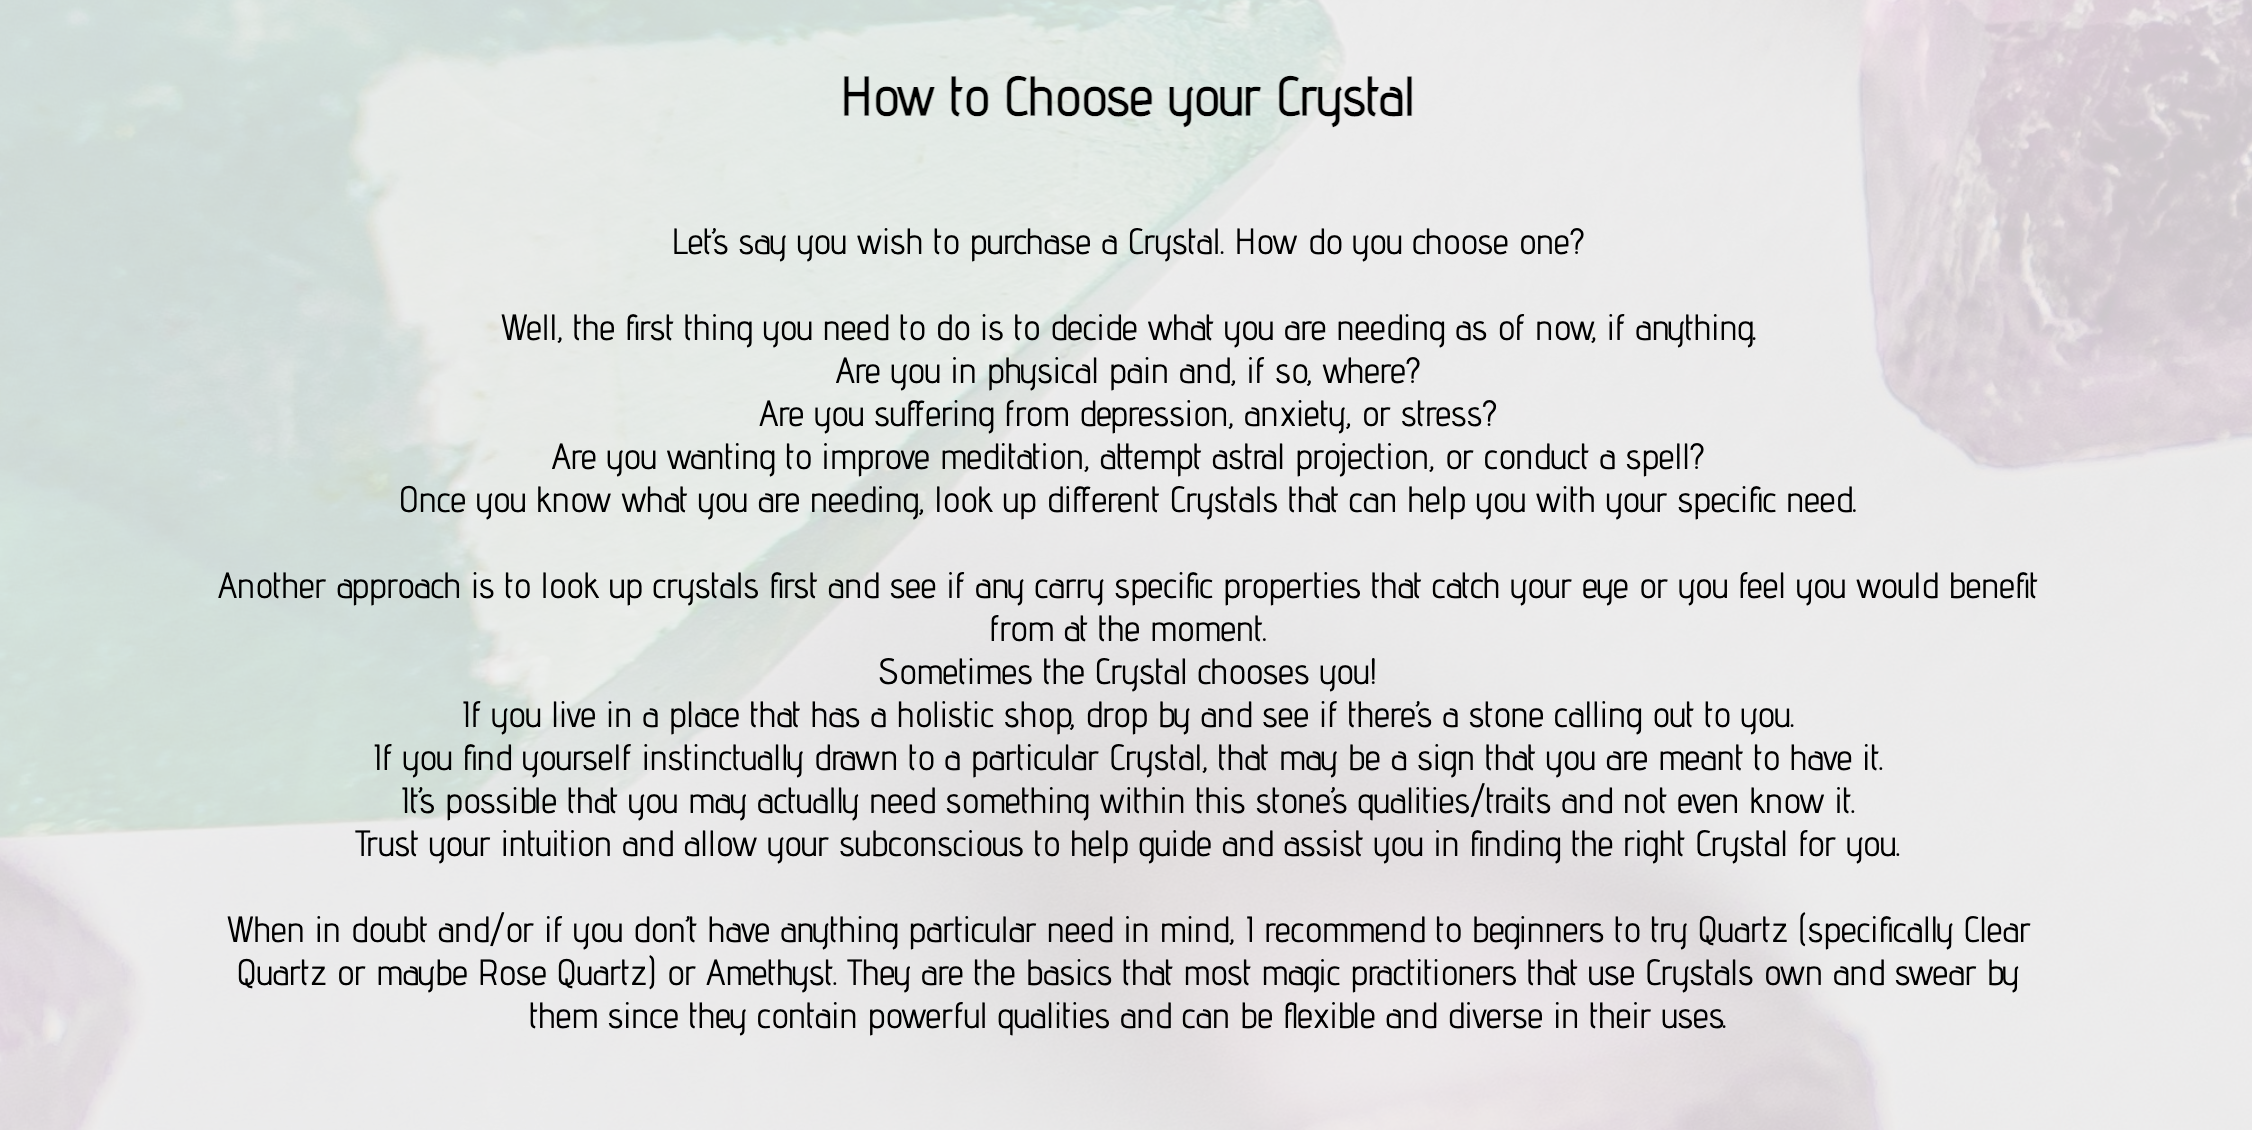 How to Choose your Crystal
Let's say you wish to purchase a Crystal. How do you choose one?
Well, the first thing you need to do is to decide what you are needing as of now, if anything.
Are you in physical pain and, if so, where?
Are you suffering from depression, anxiety, or stress?
Are you wanting to improve meditation, attempt astral projection, or conduct a spell?
Once you know what you are needing, look up different Crystals that can help you with your specific need.
Another approach is to look up crystals first and see if any carry specific properties that catch your eye or you feel you would benefit
from at the moment.
Sometimes the Crystal chooses you!
If you live in a place that has a holistic shop, drop by and see if there's a stone calling out to you.
If you find yourself instinctually drawn to a particular Crystal, that may be a sign that you are meant to have it.
It's possible that you may actually need something within this stone's qualities/traits and not even know it.
Trust your intuition and allow your subconscious to help guide and assist you in finding the right Crystal for you.
When in doubt and/or if you don't have anything particular need in mind, I recommend to beginners to try Quartz (specifically Clear
Quartz or maybe Rose Quartz) or Amethyst. They are the basics that most magic practitioners that use Crystals own and swear by
them since they contain powerful qualities and can be flexible and diverse in their uses.